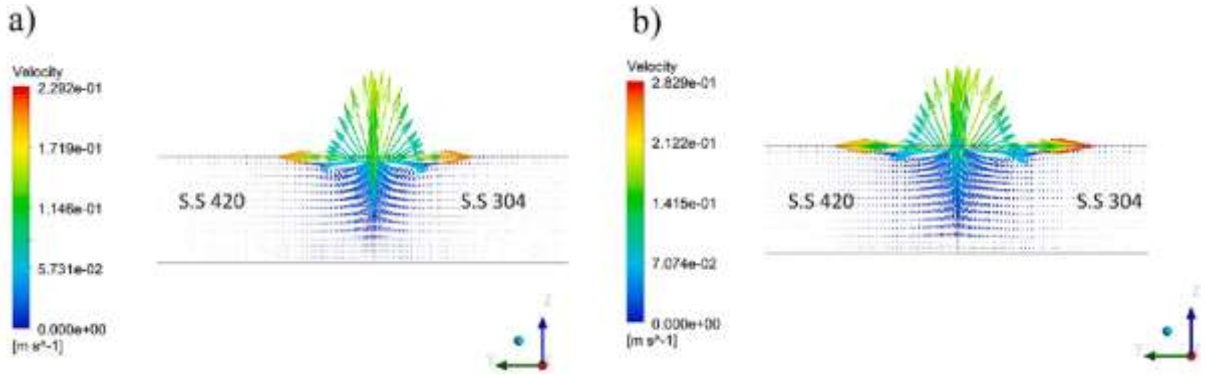 a)
Velocity
2.292e-01
1.719e-01
1.146e-01
5.731e-02
0.000e+00
[m s^-1]
S.S 420
S.S 304
Z
Y
b)
Velocity
2.829e-01
2.122e-01
1.415e-01
7.074e-02
0.000e+00
[m s^-1]
S.S 420
S.S 304
Z
Y